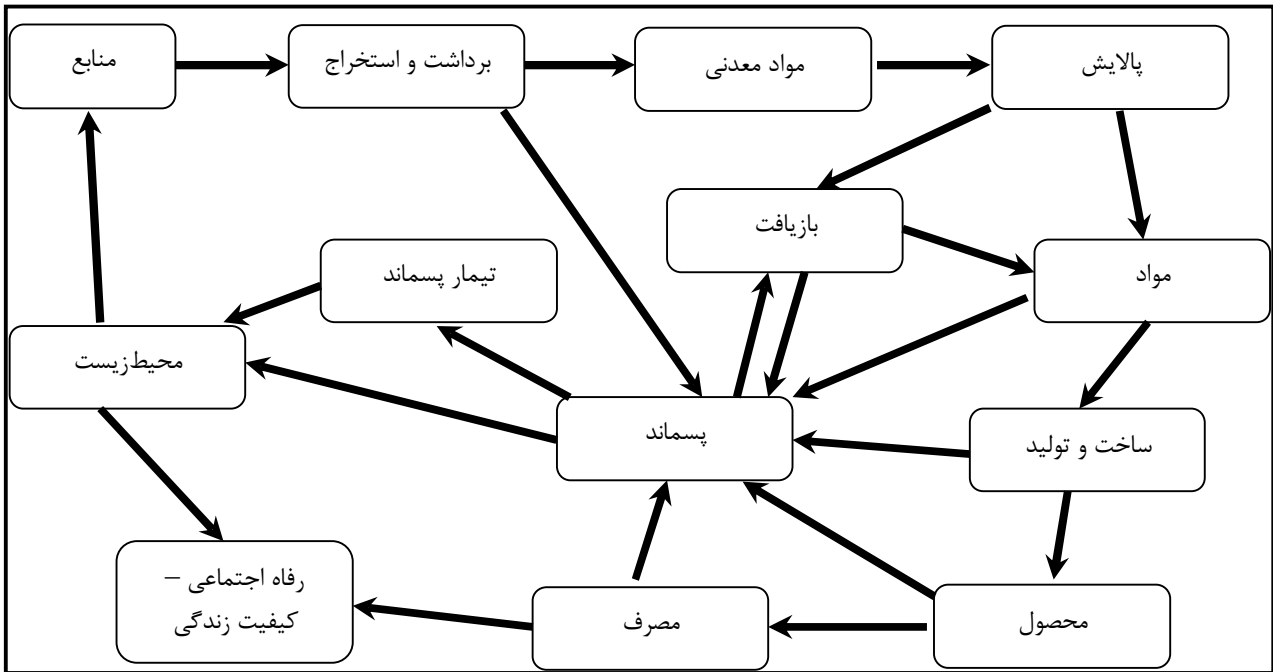 منابع
برداشت و استخراج
مواد معدنی
پالایش
بازیافت
مواد
تیمار پسماند
محیط‌زیست
پسماند
ساخت و تولید
رفاه اجتماعی –
کیفیت زندگی
مصرف
محصول